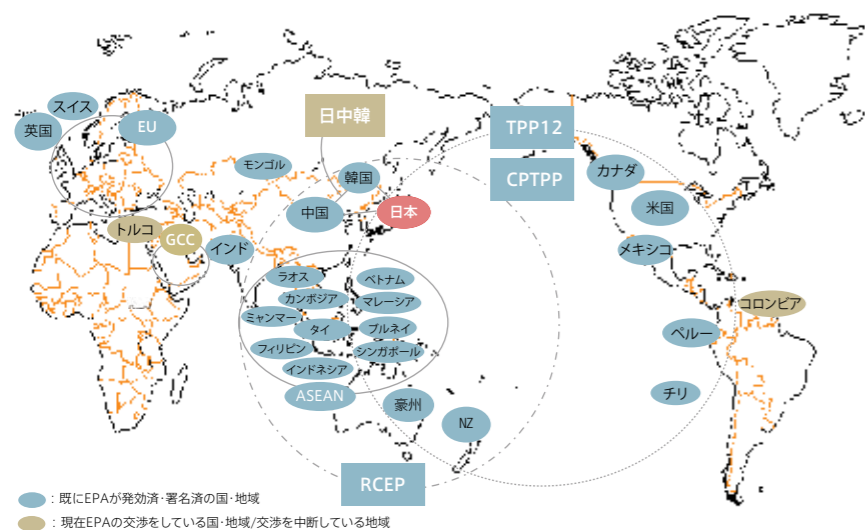 スイス
英国
EU
日中韓
TPP12
モンゴル
韓国
CPTPP
カナダ
中国
日本
米国
トルコ
GCC
インド
メキシコ
ラオス
ベトナム
カンボジア
マレーシア
コロンビア
ミャンマー
タイ
ブルネイ
ペルー
フィリピン
シンガポール
インドネシア
ASEAN
チリ
豪州
NZ
RCEP
：既にEPAが発効済・署名済の国・地域
：現在EPAの交渉をしている国・地域/交渉を中断している地域